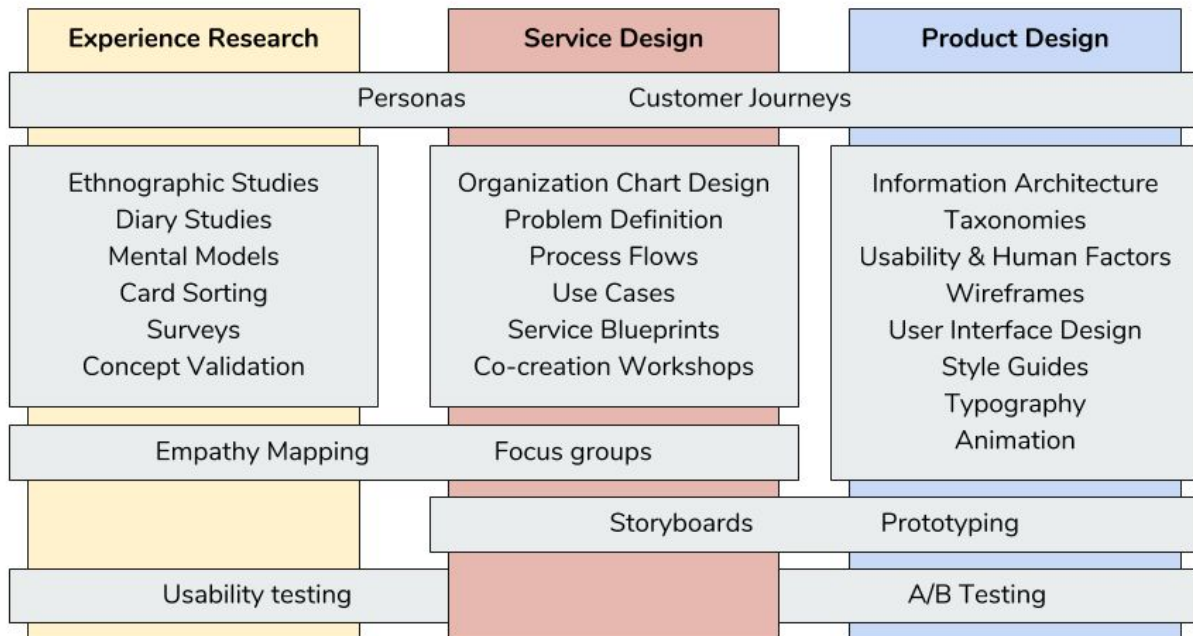 Experience Research
Service Design
Product Design
Personas
Customer Journeys
Ethnographic Studies
Diary Studies
Mental Models
Card Sorting
Surveys
Concept Validation
Organization Chart Design
Problem Definition
Process Flows
Use Cases
Service Blueprints
Co-creation Workshops
Information Architecture
Taxonomies
Usability & Human Factors
Wireframes
User Interface Design
Style Guides
Typography
Animation
Empathy Mapping
Focus groups
Storyboards
Prototyping
Usability testing
A/B Testing